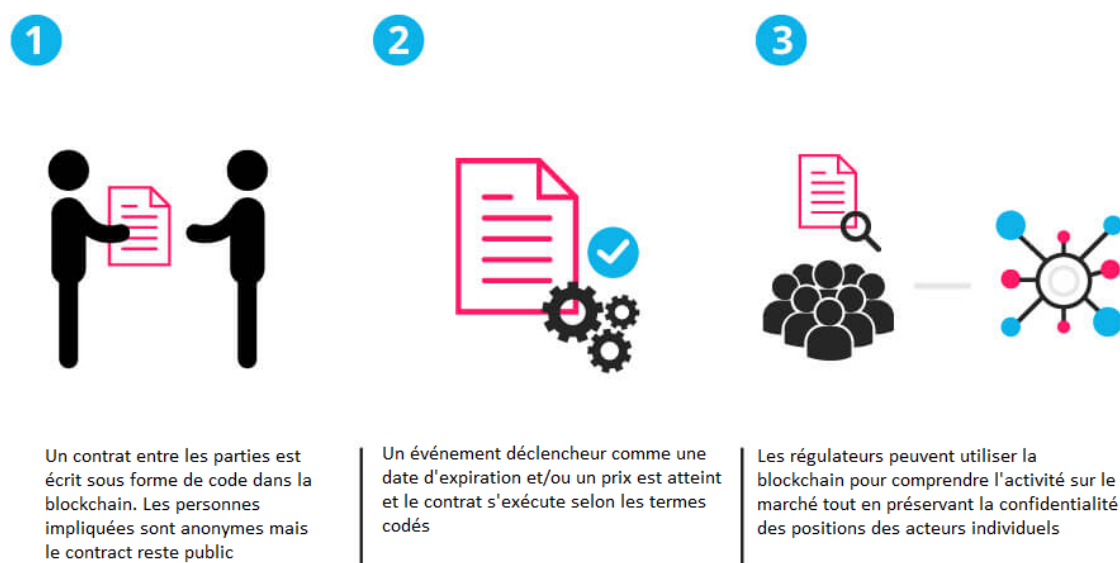 1
2
3
Un contrat entre les parties est
écrit sous forme de code dans la
blockchain. Les personnes
impliquées sont anonymes mais
le contract reste public
Un événement déclencheur comme une
date d'expiration et/ou un prix est atteint
et le contrat s'exécute selon les termes
codés
Les régulateurs peuvent utiliser la
blockchain pour comprendre l'activité sur le
marché tout en préservant la confidentialité
des positions des acteurs individuels